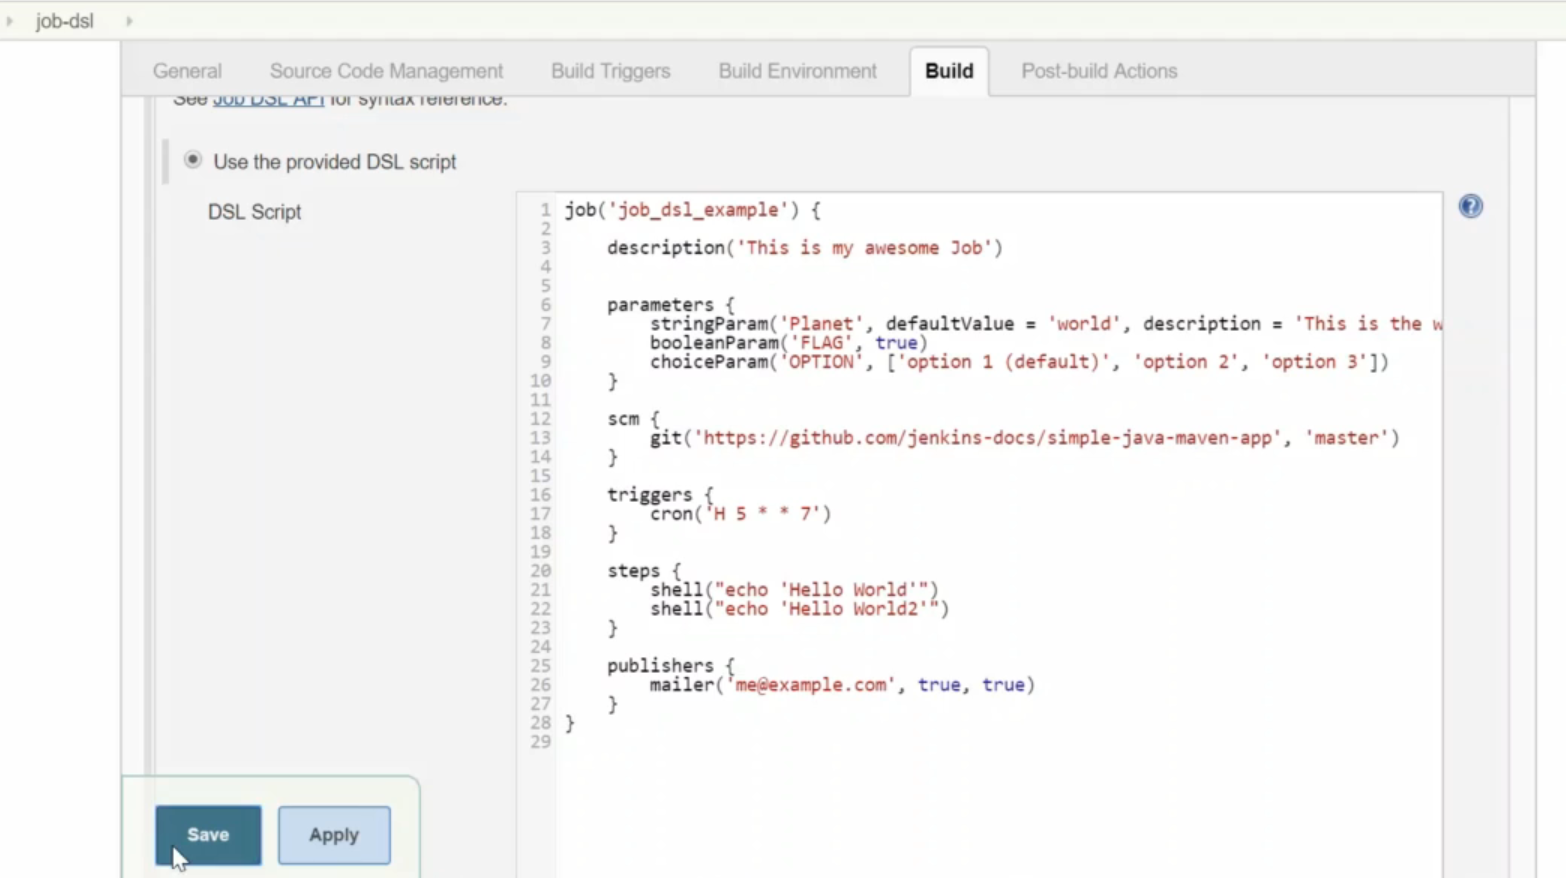 job-dsl
General Source Code Management Build Triggers Build Environment Build Post-build Actions
See Job DSL API for syntax reference.
Use the provided DSL script
DSL Script
1 job('job_dsl_example') {
2
3 description('This is my awesome Job')
4
5
6 parameters {
7 stringParam('Planet', defaultValue = 'world', description = 'This is the w
8 booleanParam('FLAG', true)
9 choiceParam('OPTION', ['option 1 (default)', 'option 2', 'option 3'])
10 }
11
12 scm {
13 git('https://github.com/jenkins-docs/simple-java-maven-app', 'master')
14 }
15
16 triggers {
17 cron('H 5 * * 7')
18 }
19
20 steps {
21 shell("echo 'Hello World'")
22 shell("echo 'Hello World2'")
23 }
24
25 publishers {
26 mailer('me@example.com', true, true)
27 }
28 }
29
Save Apply